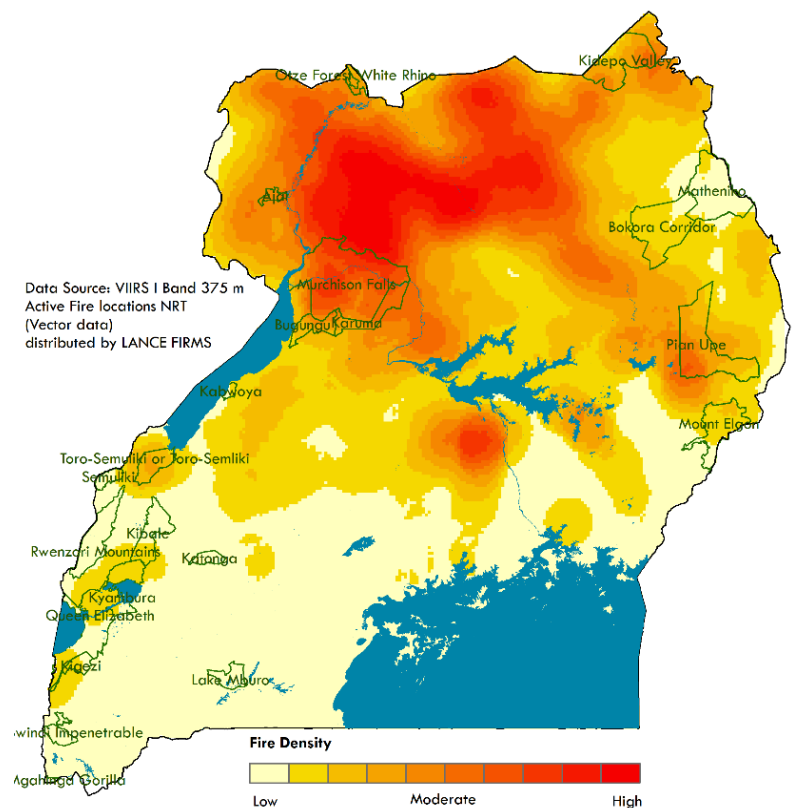 Kidepo Valley
Otze Forest White Rhino
Matheniko
Ajai
Bokora Corridor
Data Source: VIIRS I Band 375 m
Active Fire locations NRT
(Vector data)
distributed by LANCE FIRMS
Murchison Falls
Bugungu
Karuma
Pian Upe
Kabwoya
Mount Elgon
Toro-Semuliki or Toro-Semliki
Semuliki
Kibale
Rwenzori Mountains
Katonga
Kyambura
Queen Elizabeth
Kigezi
Lake Mburo
Bwindi Impenetrable
Mgahinga Gorilla
Fire Density
Low
Moderate
High